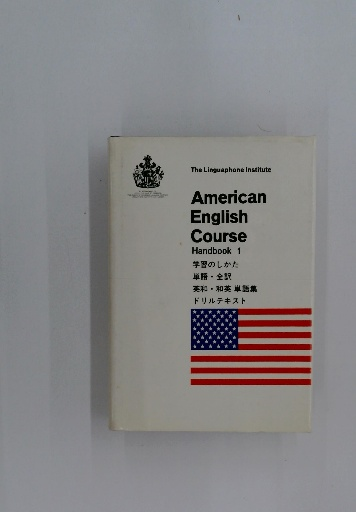 The Linguaphone Institute
American
English
Course
Handbook 1
学習のしかた
単語・全訳
英和・和英 単語集
ドリルテキスト